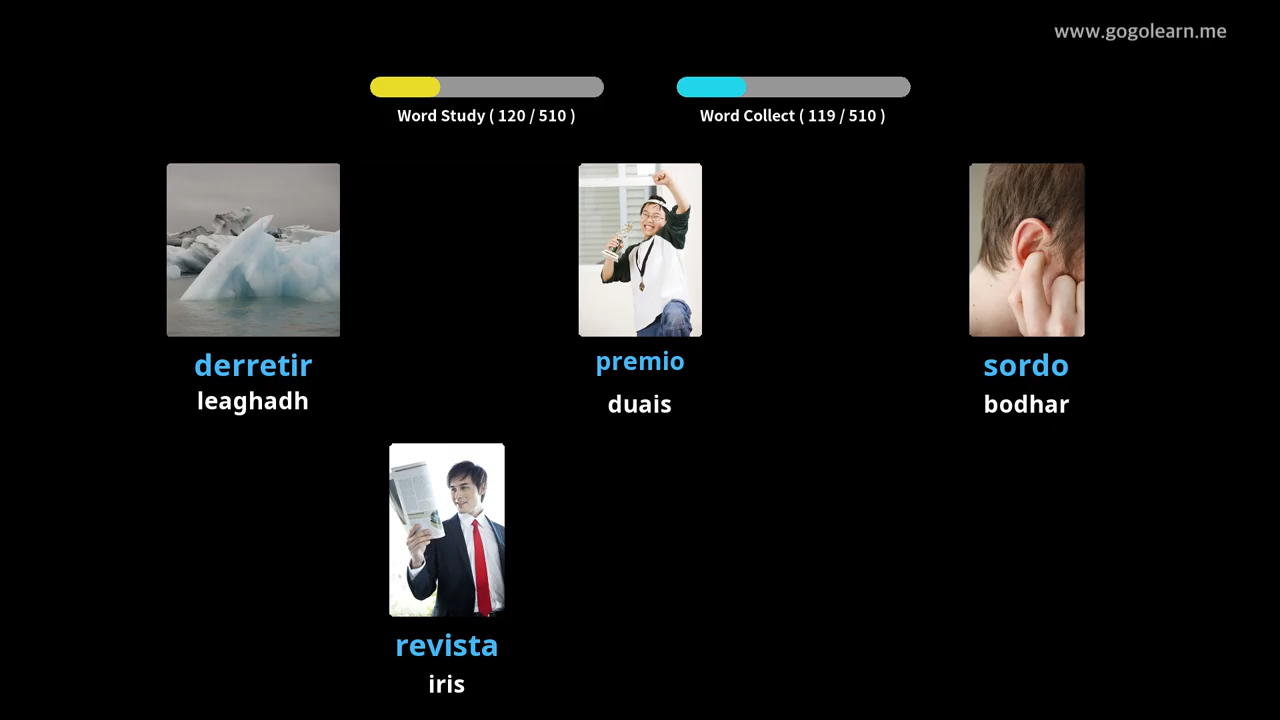 www.gogolearn.me
Word Study ( 120 / 510 )
Word Collect ( 119 / 510 )
derretir
leaghadh
premio
duais
sordo
bodhar
revista
iris